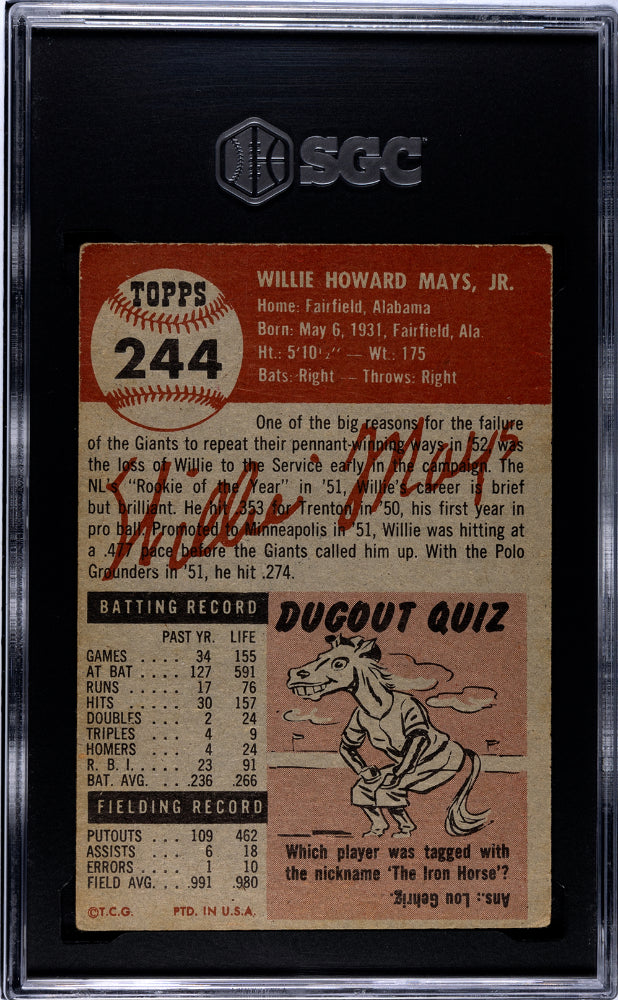 SGC
TOPPS
244
WILLIE HOWARD MAYS, JR.
Home: Fairfield, Alabama
Born: May 6, 1931, Fairfield, Ala.
Ht.: 5'10½" — Wt.: 175
Bats: Right — Throws: Right
One of the big reasons for the failure
of the Giants to repeat their pennant-winning ways in '52, was
the loss of Willie to the Service early in the campaign. The
NL's "Rookie of the Year" in '51, Willie's career is brief
but brilliant. He hit .353 for Trenton in '50, his first year in
pro ball. Promoted to Minneapolis in '51, Willie was hitting at
a .477 pace before the Giants called him up. With the Polo
Grounders in '51, he hit .274.
Willie Mays
BATTING RECORD
PAST YR. LIFE
GAMES .... 34 155
AT BAT .... 127 591
RUNS .... 17 76
HITS .... 30 157
DOUBLES ... 2 24
TRIPLES ... 4 9
HOMERS ... 4 24
R. B. I. .... 23 91
BAT. AVG. ... .236 .266
FIELDING RECORD
PUTOUTS ... 109 462
ASSISTS .... 6 18
ERRORS .... 1 10
FIELD AVG. .. .991 .980
©T.C.G. PTD. IN U.S.A.
DUGOUT QUIZ
Which player was tagged with
the nickname 'The Iron Horse'?
Ans.: Lou Gehrig.